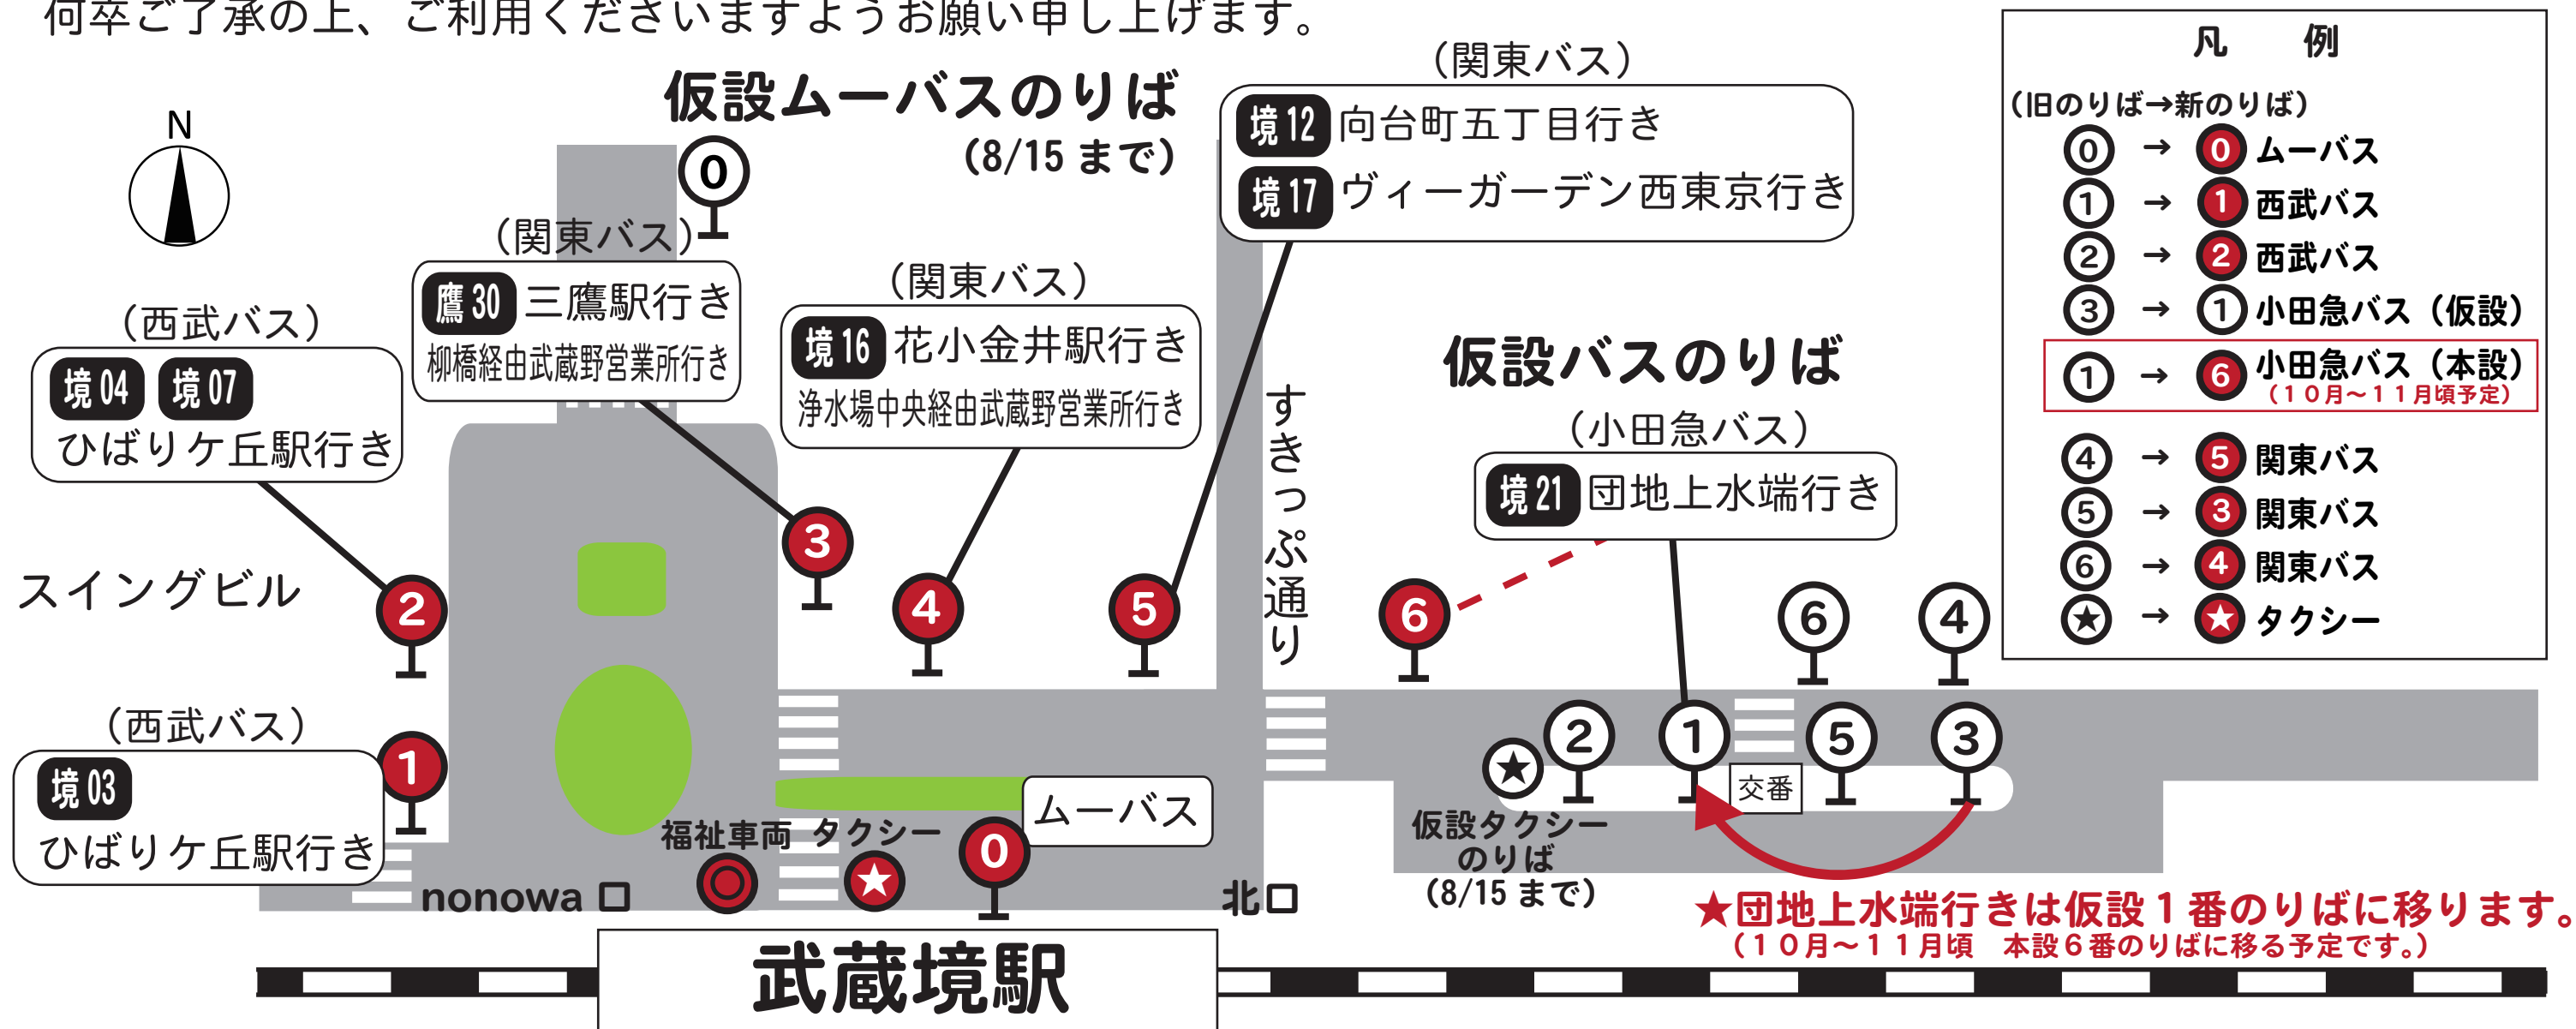 何卒ご了承の上、ご利用くださいますようお願い申し上げます。
N
仮設ムーバスのりば
(8/15 まで)
0
(関東バス)
境12 向台町五丁目行き
境17 ヴィーガーデン西東京行き
(関東バス)
鷹30 三鷹駅行き
柳橋経由武蔵野営業所行き
(関東バス)
境16 花小金井駅行き
浄水場中央経由武蔵野営業所行き
(西武バス)
境04 境07
ひばりケ丘駅行き
仮設バスのりば
(小田急バス)
境21 団地上水端行き
すきっぷ通り
スイングビル
2
3
4
5
6
6
4
(西武バス)
境03
ひばりケ丘駅行き
1
★
2
1
交番
5
3
ムーバス
福祉車両 タクシー
◎
★
0
nonowa 口
北口
仮設タクシー
のりば
(8/15 まで)
★団地上水端行きは仮設１番のりばに移ります。
(１０月～１１月頃　本設６番のりばに移る予定です。)
武蔵境駅
凡　例
(旧のりば→新のりば)
0 → 0 ムーバス
1 → 1 西武バス
2 → 2 西武バス
3 → 1 小田急バス（仮設）
1 → 6 小田急バス（本設）
(１０月～１１月頃予定)
4 → 5 関東バス
5 → 3 関東バス
6 → 4 関東バス
★ → ★ タクシー